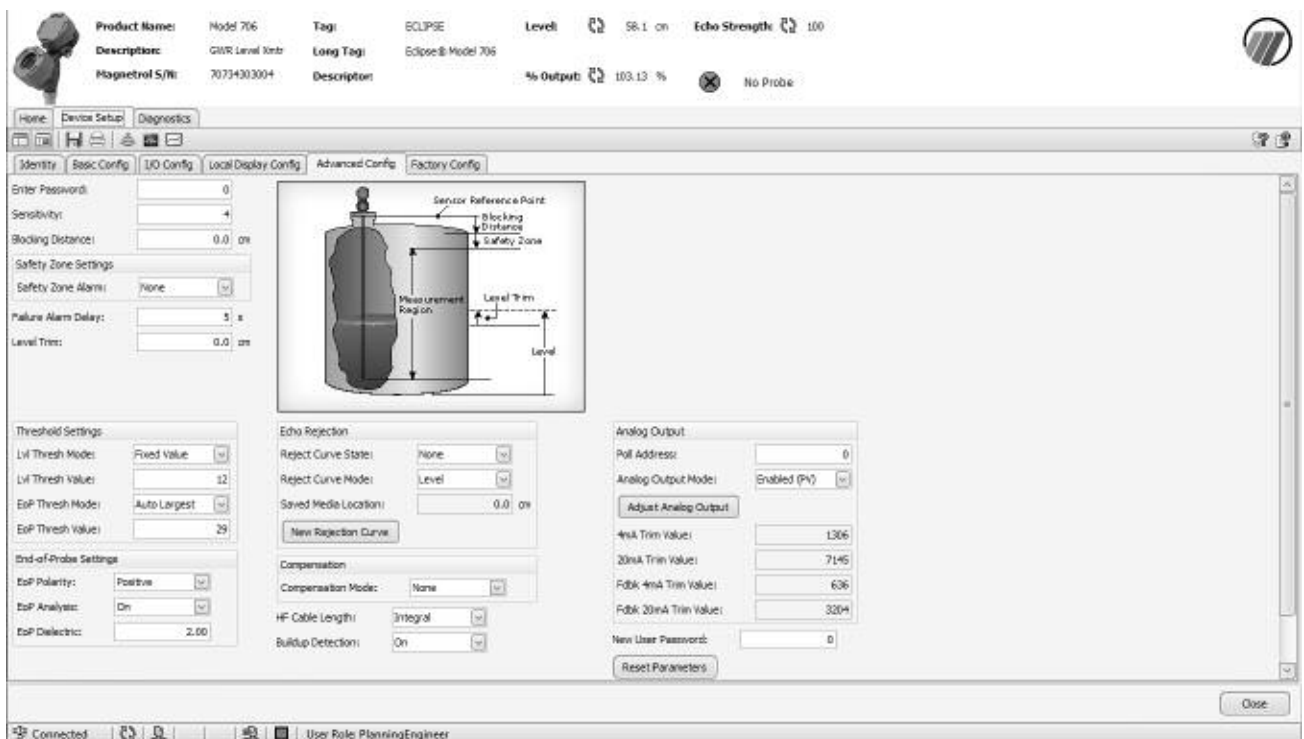 Product Name: Model 706 Tag: ECLIPSE Level: 58.1 cm Echo Strength: 100
Description: GWR Level Xmtr Long Tag: Eclipse® Model 706
Magnetrol S/N: 70734303004 Descriptor: % Output: 103.13 % No Probe
Home Device Setup Diagnostics
Identity Basic Config I/O Config Local Display Config Advanced Config Factory Config
Enter Password: 0
Sensitivity: 4
Blocking Distance: 0.0 cm
Safety Zone Settings
Safety Zone Alarm: None
Failure Alarm Delay: 5 s
Level Trim: 0.0 cm
Sensor Reference Point
Blocking
Distance
Safety Zone
Measurement
Region
Level Trim
Level
Threshold Settings
Lvl Thresh Mode: Fixed Value
Lvl Thresh Value: 12
EoP Thresh Mode: Auto Largest
EoP Thresh Value: 29
End-of-Probe Settings
EoP Polarity: Positive
EoP Analysis: On
EoP Dielectric: 2.00
Echo Rejection
Reject Curve State: None
Reject Curve Mode: Level
Saved Media Location: 0.0 cm
New Rejection Curve
Compensation
Compensation Mode: None
HF Cable Length: Integral
Buildup Detection: On
Analog Output
Poll Address: 0
Analog Output Mode: Enabled (PV)
Adjust Analog Output
4mA Trim Value: 1306
20mA Trim Value: 7145
Fdbk 4mA Trim Value: 636
Fdbk 20mA Trim Value: 3204
New User Password: 0
Reset Parameters
Close
Connected User Role: PlanningEngineer